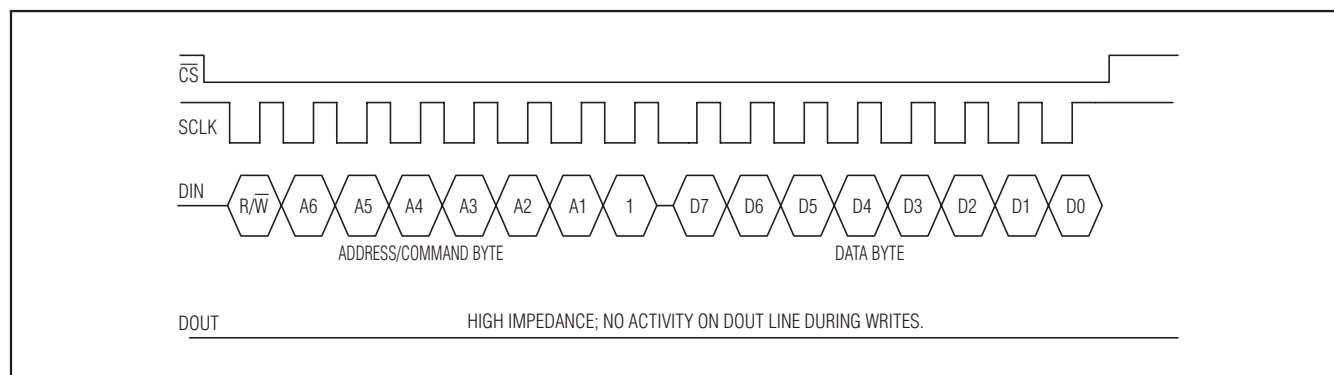 C̅S̅
SCLK
DIN
R/W̅ A6 A5 A4 A3 A2 A1 1 D7 D6 D5 D4 D3 D2 D1 D0
ADDRESS/COMMAND BYTE DATA BYTE
DOUT HIGH IMPEDANCE; NO ACTIVITY ON DOUT LINE DURING WRITES.